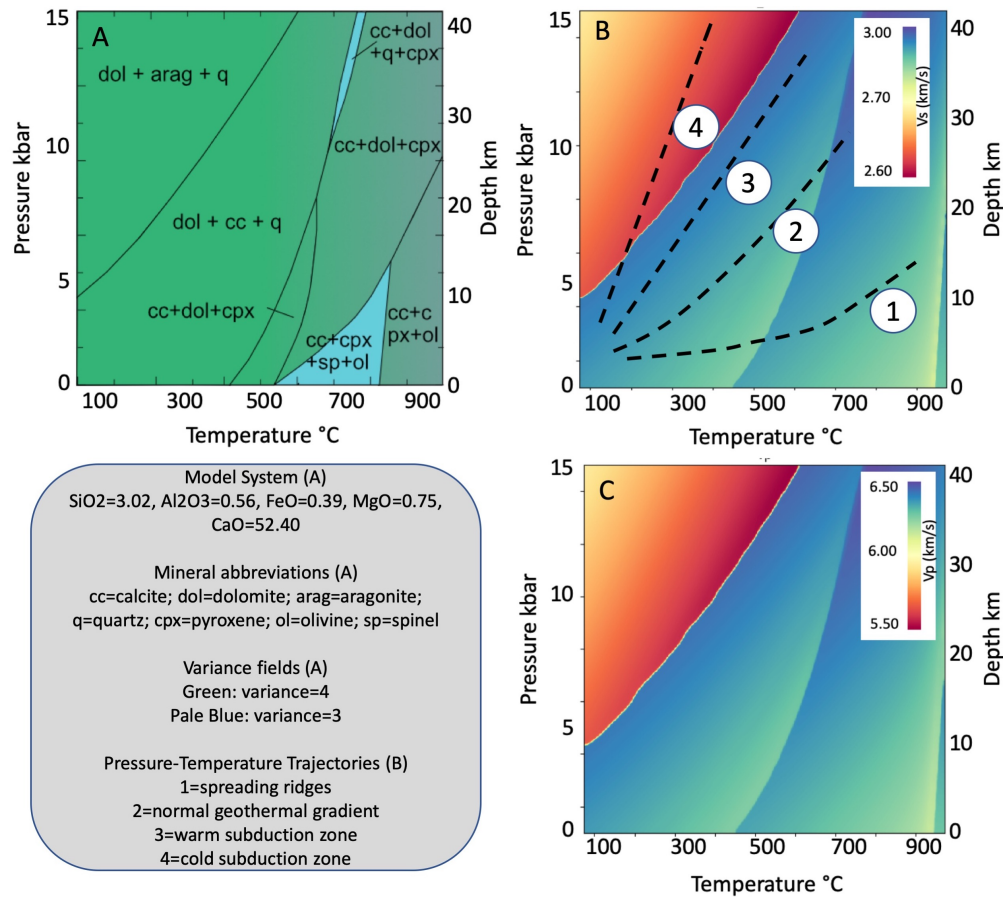 A
15
10
5
0
Pressure kbar
dol + arag + q
cc+dol
+q+cpx
cc+dol+cpx
dol + cc + q
cc+dol+cpx
cc+cpx
+sp+ol
cc+c
px+ol
40
30
20
10
0
Depth km
100
300
500
700
900
Temperature °C
B
15
10
5
0
Pressure kbar
4
3
2
1
3.00
2.70
2.60
Vs (km/s)
40
30
20
10
0
Depth km
100
300
500
700
900
Temperature °C
Model System (A)
SiO2=3.02, Al2O3=0.56, FeO=0.39, MgO=0.75,
CaO=52.40
Mineral abbreviations (A)
cc=calcite; dol=dolomite; arag=aragonite;
q=quartz; cpx=pyroxene; ol=olivine; sp=spinel
Variance fields (A)
Green: variance=4
Pale Blue: variance=3
Pressure-Temperature Trajectories (B)
1=spreading ridges
2=normal geothermal gradient
3=warm subduction zone
4=cold subduction zone
C
15
10
5
0
Pressure kbar
6.50
6.00
5.50
Vp (km/s)
40
30
20
10
0
Depth km
100
300
500
700
900
Temperature °C